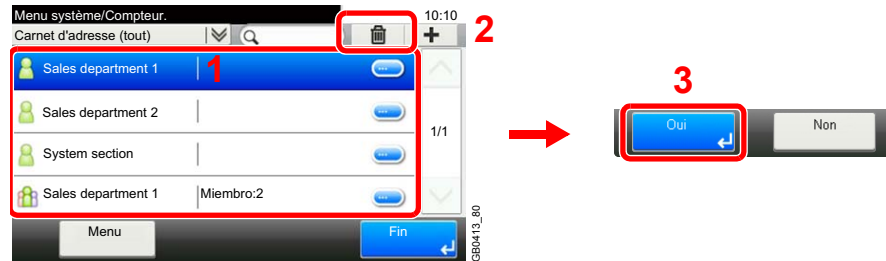 Menu système/Compteur. 10:10
Carnet d'adresse (tout) 2
Sales department 1 1
Sales department 2
System section
Sales department 1 Miembro:2
1/1
Menu Fin
GB0413_80
3
Oui Non